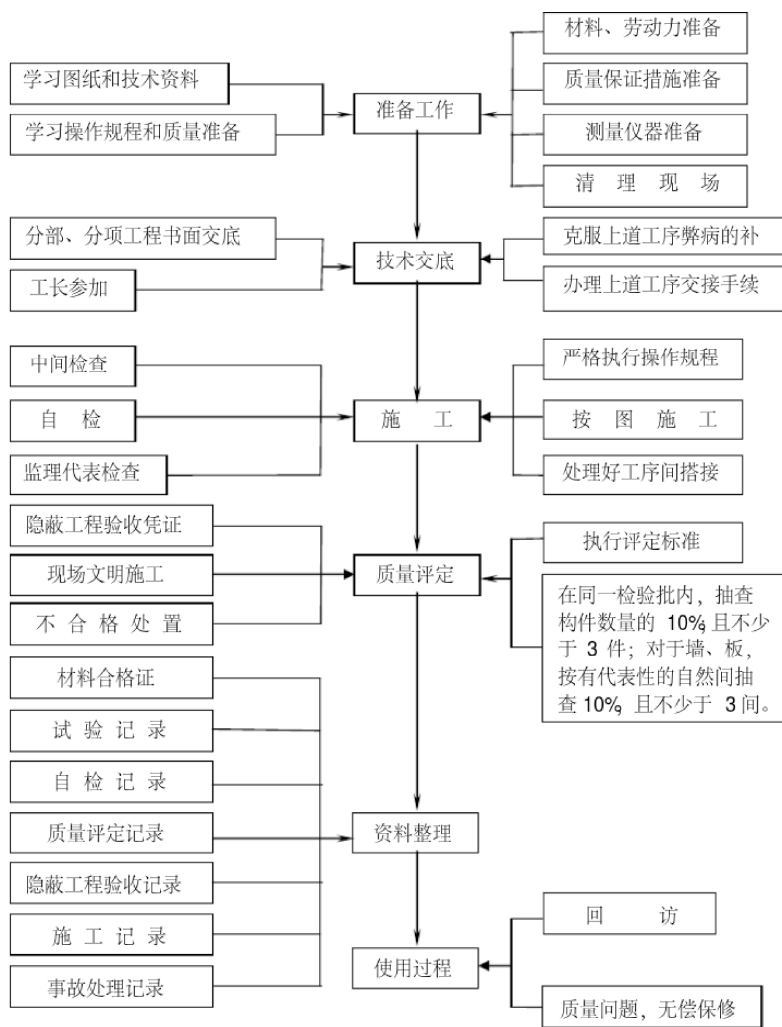 材料、劳动力准备
学习图纸和技术资料
质量保证措施准备
准备工作
学习操作规程和质量准备
测量仪器准备
清理现场
分部、分项工程书面交底
克服上道工序弊病的补
技术交底
工长参加
办理上道工序交接手续
中间检查
严格执行操作规程
自检
施工
按图施工
监理代表检查
处理好工序间搭接
隐蔽工程验收凭证
执行评定标准
现场文明施工
质量评定
不合格处置
在同一检验批内，抽查
构件数量的 10%，且不少
于 3 件；对于墙、板，
按有代表性的自然间抽
查 10%，且不少于 3 间。
材料合格证
试验记录
自检记录
质量评定记录
资料整理
隐蔽工程验收记录
施工记录
回访
使用过程
事故处理记录
质量问题，无偿保修